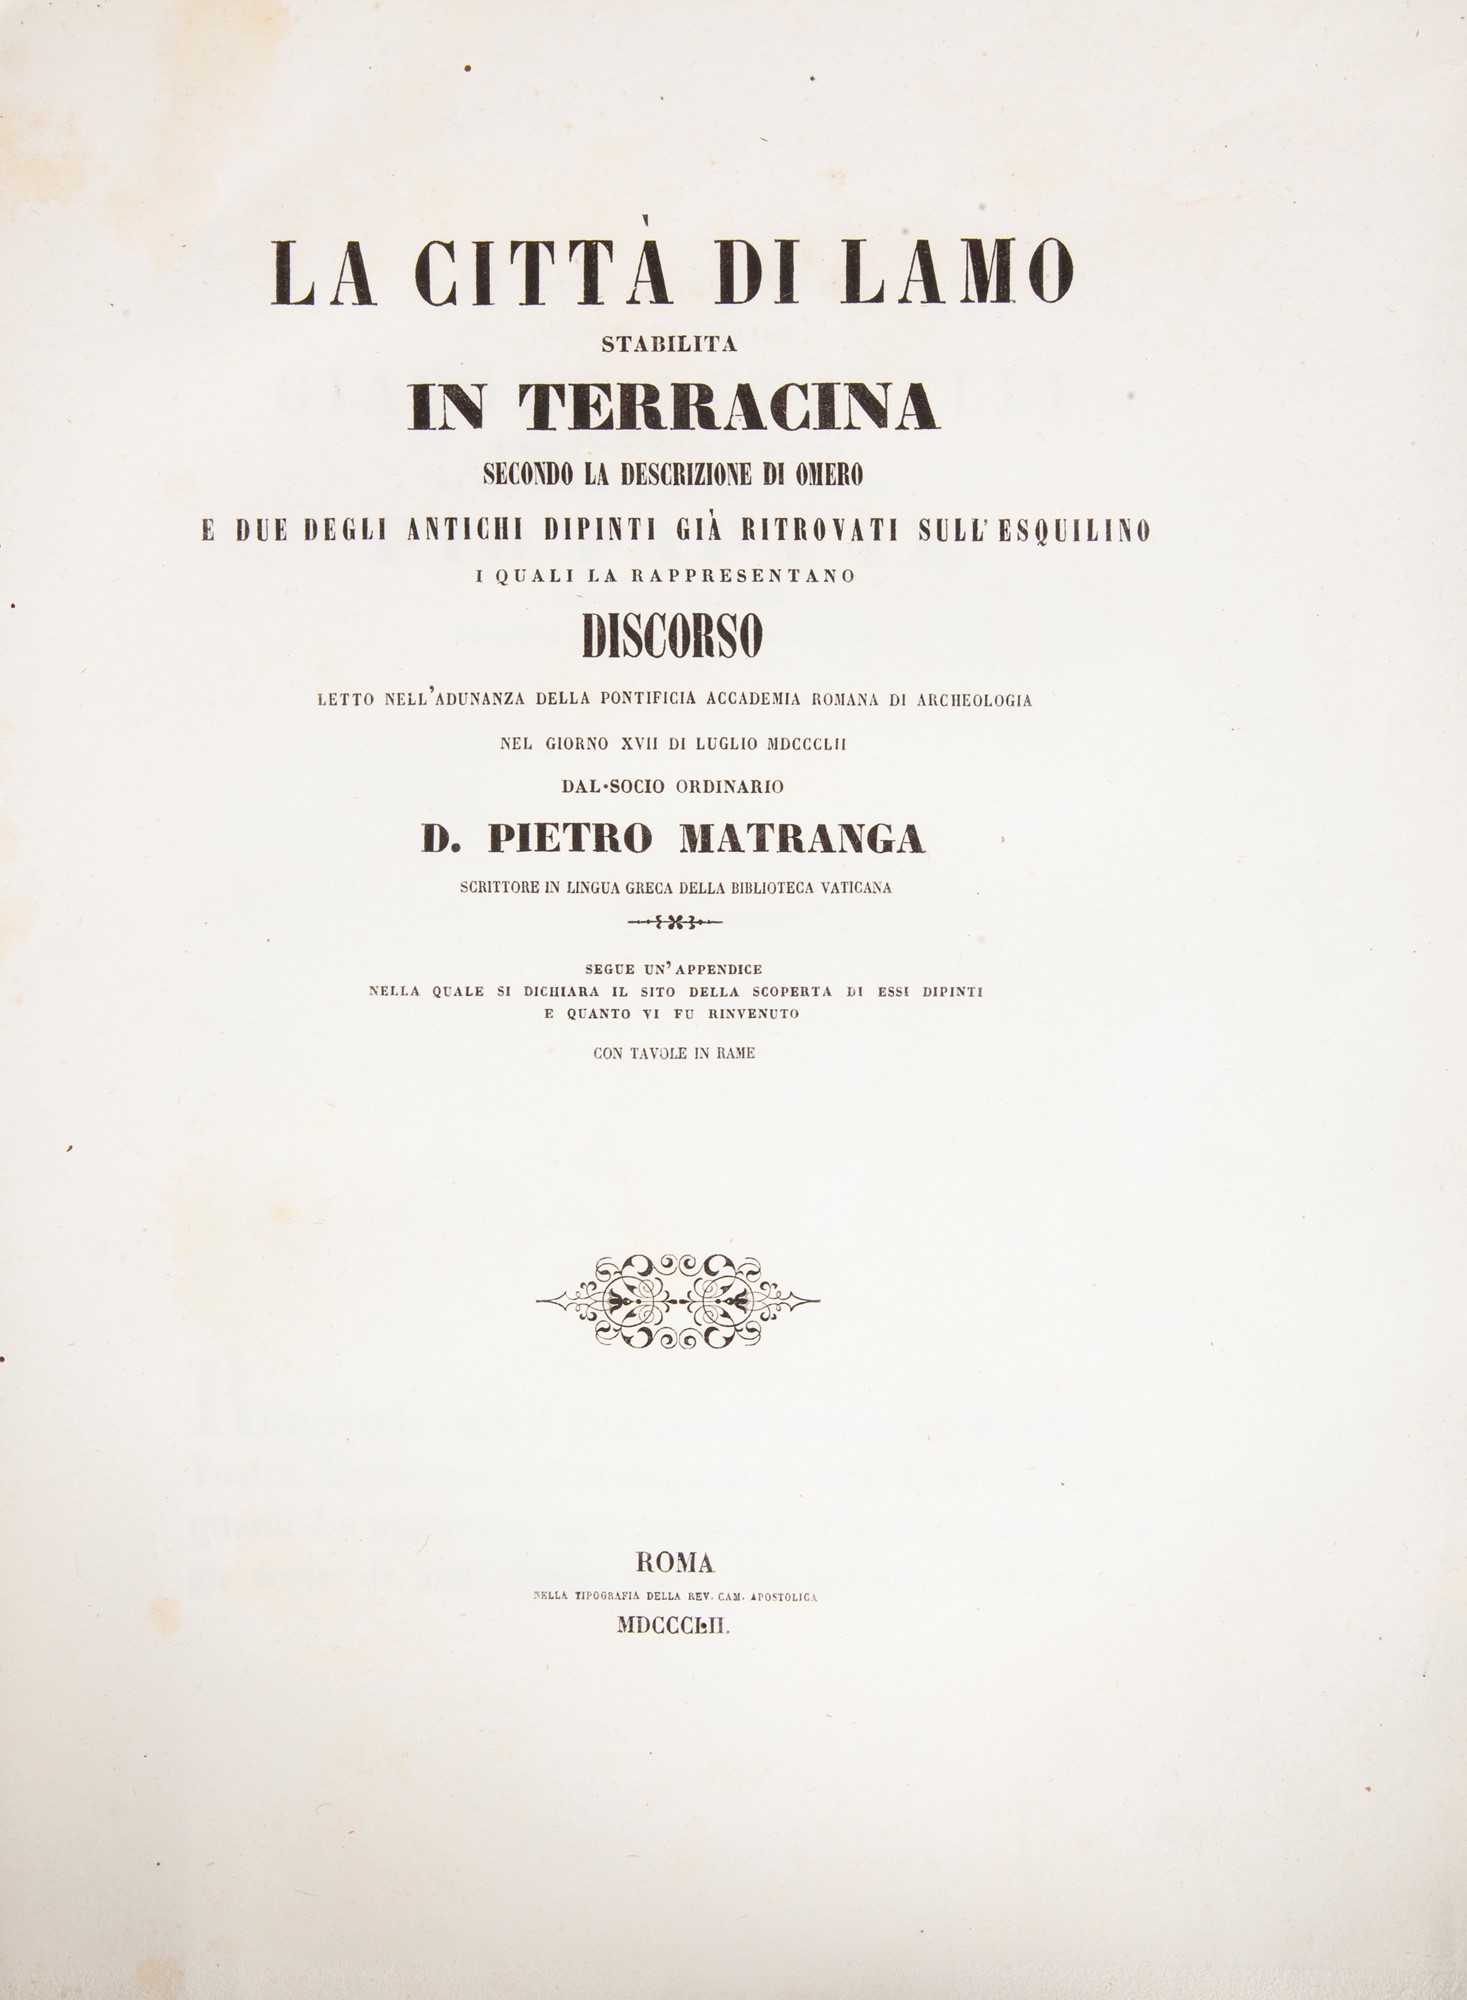 LA CITTÀ DI LAMO
STABILITA
IN TERRACINA
SECONDO LA DESCRIZIONE DI OMERO
E DUE DEGLI ANTICHI DIPINTI GIÀ RITROVATI SULL'ESQUILINO
I QUALI LA RAPPRESENTANO
DISCORSO
LETTO NELL'ADUNANZA DELLA PONTIFICIA ACCADEMIA ROMANA DI ARCHEOLOGIA
NEL GIORNO XVII DI LUGLIO MDCCCLII
DAL·SOCIO ORDINARIO
D. PIETRO MATRANGA
SCRITTORE IN LINGUA GRECA DELLA BIBLIOTECA VATICANA
SEGUE UN'APPENDICE
NELLA QUALE SI DICHIARA IL SITO DELLA SCOPERTA DI ESSI DIPINTI
E QUANTO VI FU RINVENUTO
CON TAVOLE IN RAME
ROMA
NELLA TIPOGRAFIA DELLA REV. CAM. APOSTOLICA
MDCCCLII.